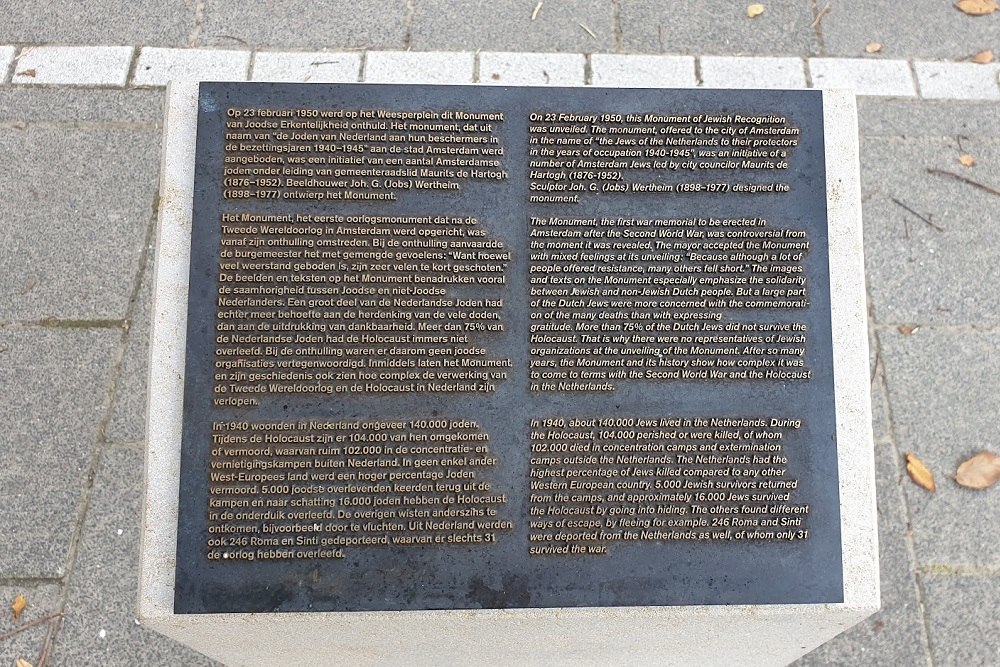 Op 23 februari 1950 werd op het Weesperplein dit Monument
van Joodse Erkentelijkheid onthuld. Het monument, dat uit
naam van "de Joden van Nederland aan hun beschermers in
de bezettingsjaren 1940–1945" aan de stad Amsterdam werd
aangeboden, was een initiatief van een aantal Amsterdamse
joden onder leiding van gemeenteraadslid Maurits de Hartogh
(1876–1952). Beeldhouwer Joh. G. (Jobs) Wertheim
(1898–1977) ontwierp het Monument.
Het Monument, het eerste oorlogsmonument dat na de
Tweede Wereldoorlog in Amsterdam werd opgericht, was
vanaf zijn onthulling omstreden. Bij de onthulling aanvaardde
de burgemeester het met gemengde gevoelens: "Want hoewel
veel weerstand geboden is, zijn zeer velen te kort geschoten."
De beelden en teksten op het Monument benadrukken vooral
de saamhorigheid tussen Joodse en niet-Joodse
Nederlanders. Een groot deel van de Nederlandse Joden had
echter meer behoefte aan de herdenking van de vele doden,
dan aan de uitdrukking van dankbaarheid. Meer dan 75% van
de Nederlandse Joden had de Holocaust immers niet
overleefd. Bij de onthulling waren er daarom geen joodse
organisaties vertegenwoordigd. Inmiddels laten het Monument
en zijn geschiedenis ook zien hoe complex de verwerking van
de Tweede Wereldoorlog en de Holocaust in Nederland zijn
verlopen.
In 1940 woonden in Nederland ongeveer 140.000 joden.
Tijdens de Holocaust zijn er 104.000 van hen omgekomen
of vermoord, waarvan ruim 102.000 in de concentratie- en
vernietigingskampen buiten Nederland. In geen enkel ander
West-Europees land werd een hoger percentage Joden
vermoord. 5.000 joodse overlevenden keerden terug uit de
kampen en naar schatting 16.000 joden hebben de Holocaust
in de onderduik overleefd. De overigen wisten anderszins te
ontkomen, bijvoorbeeld door te vluchten. Uit Nederland werden
ook 246 Roma en Sinti gedeporteerd, waarvan er slechts 31
de oorlog hebben overleefd.
On 23 February 1950, this Monument of Jewish Recognition
was unveiled. The monument, offered to the city of Amsterdam
in the name of "the Jews of the Netherlands to their protectors
in the years of occupation 1940-1945", was an initiative of a
number of Amsterdam Jews led by city councilor Maurits de
Hartogh (1876-1952).
Sculptor Joh. G. (Jobs) Wertheim (1898–1977) designed the
monument.
The Monument, the first war memorial to be erected in
Amsterdam after the Second World War, was controversial from
the moment it was revealed. The mayor accepted the Monument
with mixed feelings at its unveiling: "Because although a lot of
people offered resistance, many others fell short." The images
and texts on the Monument especially emphasize the solidarity
between Jewish and non-Jewish Dutch people. But a large part
of the Dutch Jews were more concerned with the commemorati-
on of the many deaths than with expressing
gratitude. More than 75% of the Dutch Jews did not survive the
Holocaust. That is why there were no representatives of Jewish
organizations at the unveiling of the Monument. After so many
years, the Monument and its history show how complex it was
to come to terms with the Second World War and the Holocaust
in the Netherlands.
In 1940, about 140.000 Jews lived in the Netherlands. During
the Holocaust, 104.000 perished or were killed, of whom
102.000 died in concentration camps and extermination
camps outside the Netherlands. The Netherlands had the
highest percentage of Jews killed compared to any other
Western European country. 5.000 Jewish survivors returned
from the camps, and approximately 16.000 Jews survived
the Holocaust by going into hiding. The others found different
ways of escape, by fleeing for example. 246 Roma and Sinti
were deported from the Netherlands as well, of whom only 31
survived the war.